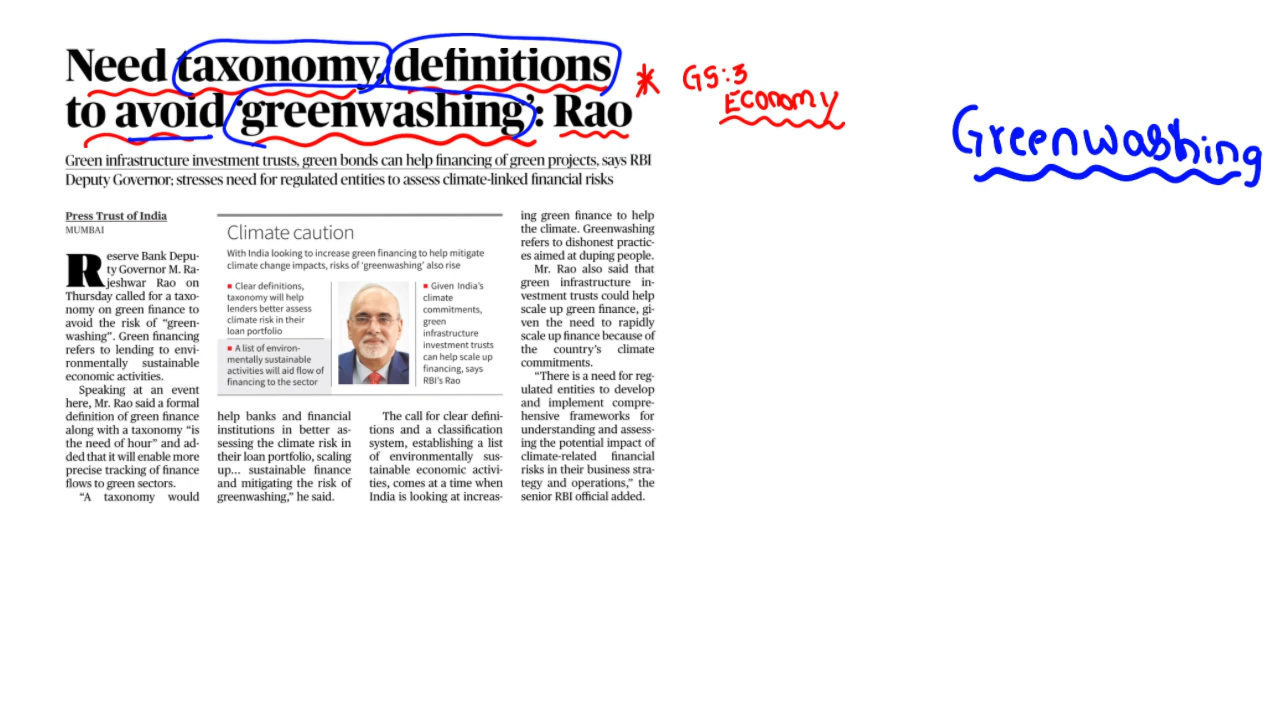 Need taxonomy, definitions
to avoid ‘greenwashing’: Rao
* GS:3
Economy
Greenwashing
Green infrastructure investment trusts, green bonds can help financing of green projects, says RBI
Deputy Governor; stresses need for regulated entities to assess climate-linked financial risks
Press Trust of India
MUMBAI
Reserve Bank Depu-
ty Governor M. Ra-
jeshwar Rao on
Thursday called for a taxo-
nomy on green finance to
avoid the risk of “green-
washing”. Green financing
refers to lending to envi-
ronmentally sustainable
economic activities.
Speaking at an event
here, Mr. Rao said a formal
definition of green finance
along with a taxonomy “is
the need of hour” and ad-
ded that it will enable more
precise tracking of finance
flows to green sectors.
“A taxonomy would
Climate caution
With India looking to increase green financing to help mitigate
climate change impacts, risks of ‘greenwashing’ also rise
■ Clear definitions,
taxonomy will help
lenders better assess
climate risk in their
loan portfolio
■ A list of environ-
mentally sustainable
activities will aid flow of
financing to the sector
■ Given India’s
climate
commitments,
green
infrastructure
investment trusts
can help scale up
financing, says
RBI’s Rao
help banks and financial
institutions in better as-
sessing the climate risk in
their loan portfolio, scaling
up... sustainable finance
and mitigating the risk of
greenwashing,” he said.
The call for clear defini-
tions and a classification
system, establishing a list
of environmentally sus-
tainable economic activi-
ties, comes at a time when
India is looking at increas-
ing green finance to help
the climate. Greenwashing
refers to dishonest practic-
es aimed at duping people.
Mr. Rao also said that
green infrastructure in-
vestment trusts could help
scale up green finance, gi-
ven the need to rapidly
scale up finance because of
the country’s climate
commitments.
“There is a need for reg-
ulated entities to develop
and implement compre-
hensive frameworks for
understanding and assess-
ing the potential impact of
climate-related financial
risks in their business stra-
tegy and operations,” the
senior RBI official added.